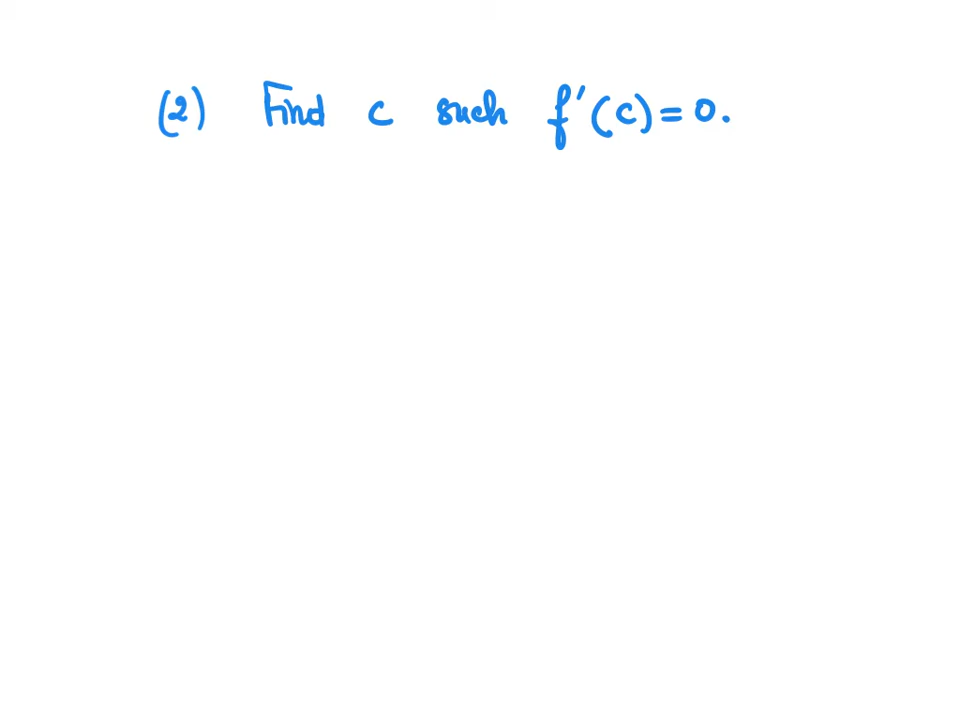 (2) Find c such f'(c) = 0.